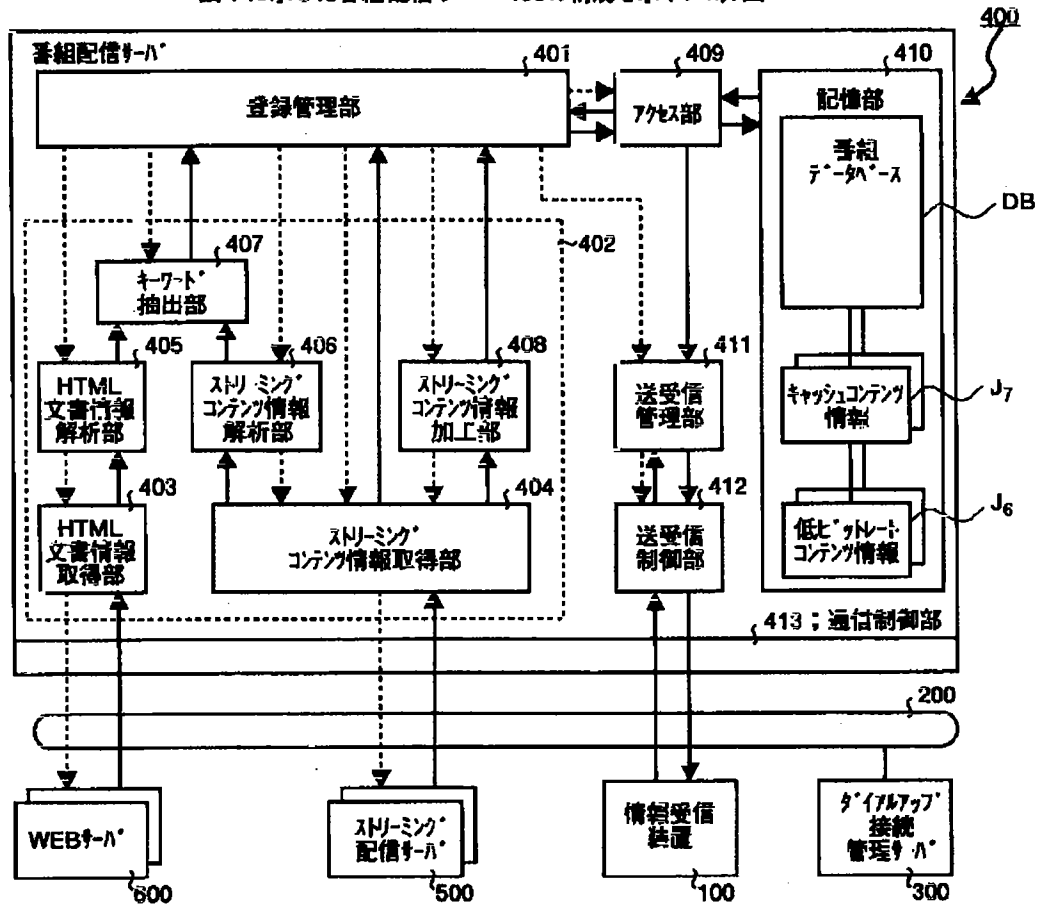 400
番組配信サーバ
401
409
410
登録管理部
アクセス部
記憶部
番組
データベース
DB
402
407
キーワード
抽出部
405
406
408
411
HTML
文書情報
解析部
ストリーミング
コンテンツ情報
解析部
ストリーミング
コンテンツ情報
加工部
送受信
管理部
キャッシュコンテンツ
情報
J7
403
404
412
HTML
文書情報
取得部
ストリーミング
コンテンツ情報取得部
送受信
制御部
低ビットレート
コンテンツ情報
J6
413 ; 通信制御部
200
WEBサーバ
ストリーミング
配信サーバ
情報受信
装置
ダイアルアップ
接続
管理サーバ
600
500
100
300